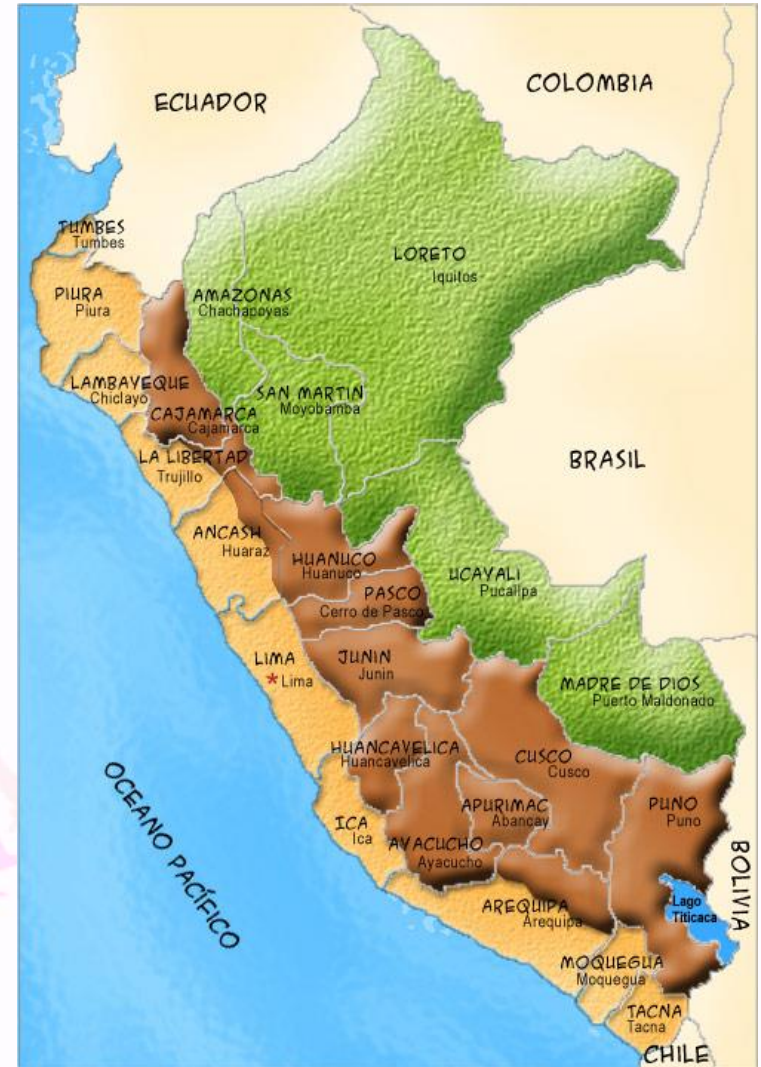 COLOMBIA
ECUADOR
TUMBES
Tumbes
LORETO
Iquitos
PIURA
Piura
AMAZONAS
Chachapoyas
LAMBAYEQUE
Chiclayo
SAN MARTIN
Moyobamba
CAJAMARCA
Cajamarca
LA LIBERTAD
Trujillo
BRASIL
ANCASH
Huaraz
HUANUCO
Huanuco
UCAYALI
Pucallpa
PASCO
Cerro de Pasco
LIMA
* Lima
JUNIN
Junin
MADRE DE DIOS
Puerto Maldonado
HUANCAVELICA
Huancavelica
CUSCO
Cusco
OCEANO PACÍFICO
ICA
Ica
APURIMAC
Abancay
PUNO
Puno
AYACUCHO
Ayacucho
BOLIVIA
AREQUIPA
Arequipa
Lago
Titicaca
MOQUEGUA
Moquegua
TACNA
Tacna
CHILE